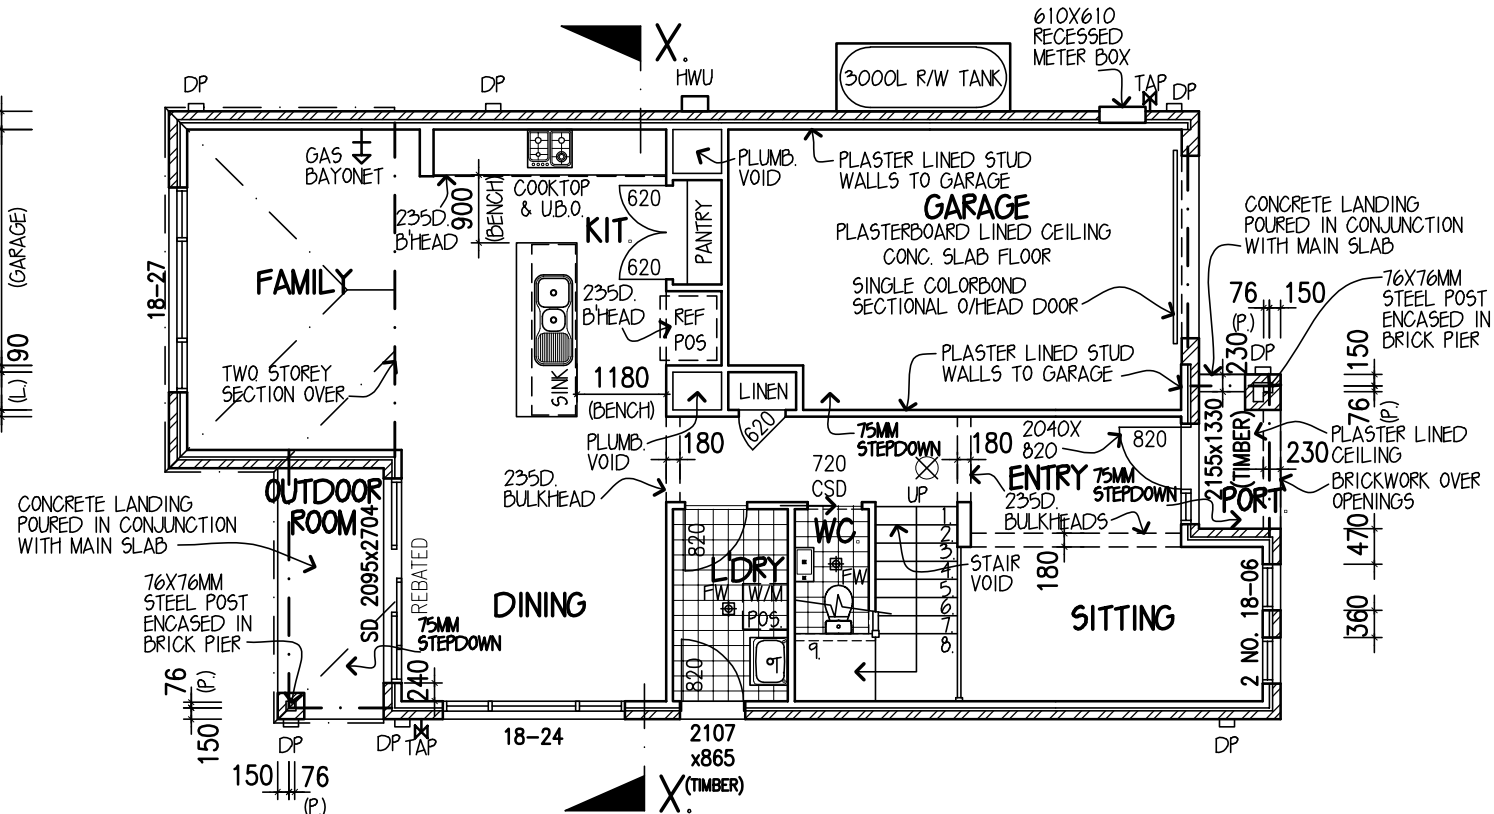 X.
HWU
610X610
RECESSED
METER BOX
3000L R/W TANK
TAP
DP
DP
DP
GAS
BAYONET
COOKTOP
& U.B.O.
PLUMB.
VOID
PLASTER LINED STUD
WALLS TO GARAGE
GARAGE
PLASTERBOARD LINED CEILING
CONC. SLAB FLOOR
SINGLE COLORBOND
SECTIONAL O/HEAD DOOR
PLASTER LINED STUD
WALLS TO GARAGE
CONCRETE LANDING
POURED IN CONJUNCTION
WITH MAIN SLAB
76X76MM
STEEL POST
ENCASED IN
BRICK PIER
(GARAGE)
90
(L.)
235D.
B'HEAD
900
(BENCH)
KIT.
620
620
PANTRY
FAMILY
18-27
235D.
B'HEAD
REF
POS
SINK
1180
(BENCH)
LINEN
620
TWO STOREY
SECTION OVER
76
(P.)
150
230
DP
150
76
(P.)
PLUMB.
VOID
180
75MM
STEPDOWN
180
2040X
820
820
2155x1330
(TIMBER)
PLASTER LINED
CEILING
230
BRICKWORK OVER
OPENINGS
720
CSD
UP
ENTRY
75MM
STEPDOWN
PORT.
235D.
BULKHEAD
235D.
BULKHEADS
OUTDOOR
ROOM
CONCRETE LANDING
POURED IN CONJUNCTION
WITH MAIN SLAB
SD 2095x2704
REBATED
820
L'DRY
FW
W/M
POS.
820
T
WC.
FW
1.
2.
3.
4.
5.
6.
7.
8.
9.
STAIR
VOID
180
470
360
76X76MM
STEEL POST
ENCASED IN
BRICK PIER
DINING
SITTING
2 NO. 18-06
75MM
STEPDOWN
240
76
(P.)
150
DP
DP
TAP
18-24
2107
x865
(TIMBER)
DP
150
76
(P.)
X.